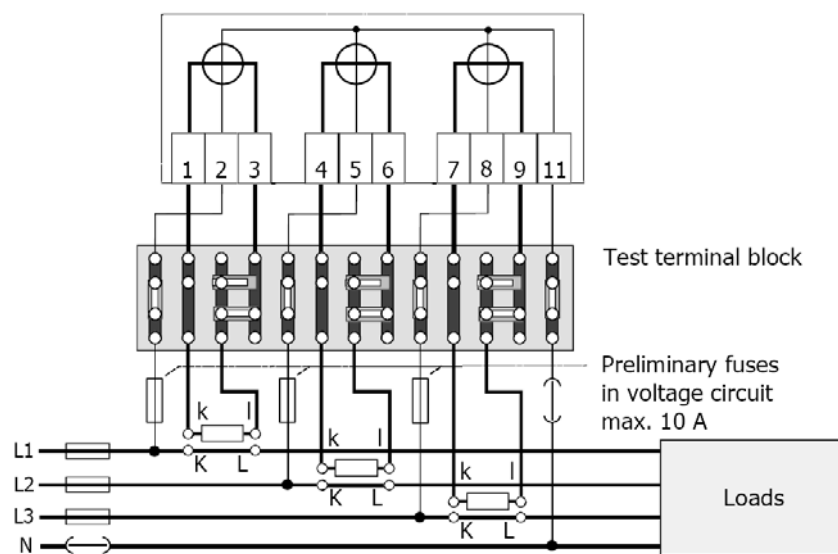 1 2 3 4 5 6 7 8 9 11
Test terminal block
Preliminary fuses
in voltage circuit
max. 10 A
k l
L1
K L
k l
L2
K L
k l
L3
K L
N
Loads